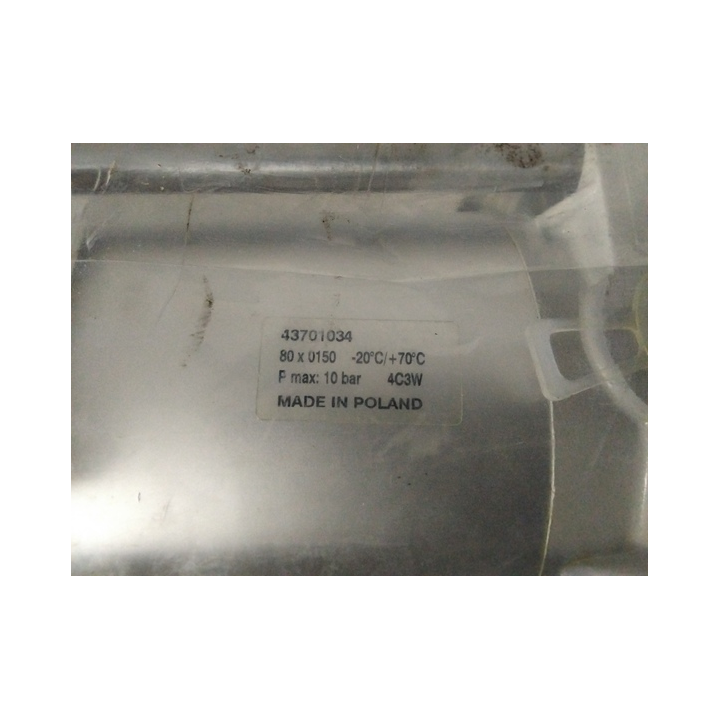 43701034
80 x 0150 -20°C/+70°C
P max: 10 bar 4C3W
MADE IN POLAND